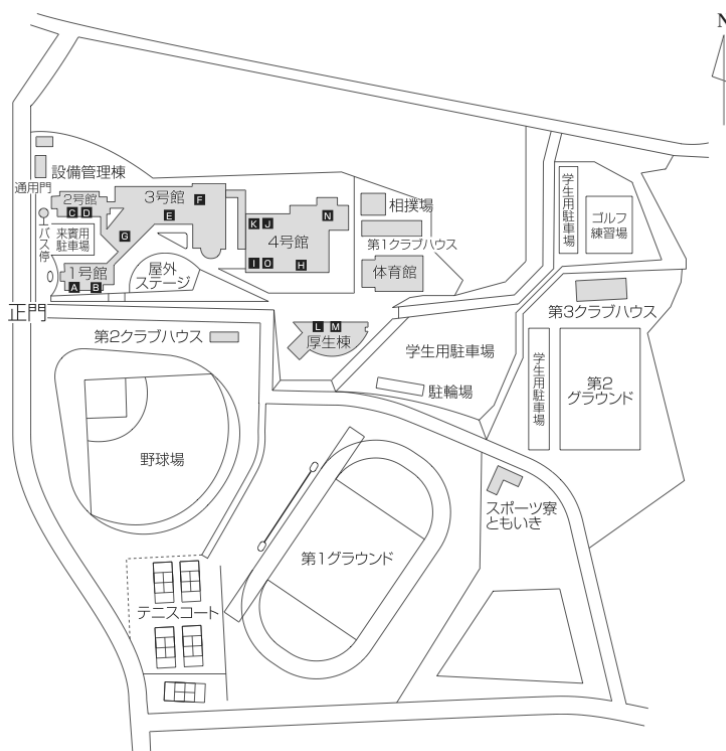 N
設備管理棟
通用門
2号館
C D
3号館
F
E
G
バス停
来賓用
駐車場
1号館
A B
屋外
ステージ
K J
N
4号館
I O
H
相撲場
第1クラブハウス
体育館
学生用駐車場
ゴルフ
練習場
正門
第2クラブハウス
L M
厚生棟
学生用駐車場
駐輪場
第3クラブハウス
学生用駐車場
第2
グラウンド
野球場
スポーツ寮
ともいき
第1グラウンド
テニスコート